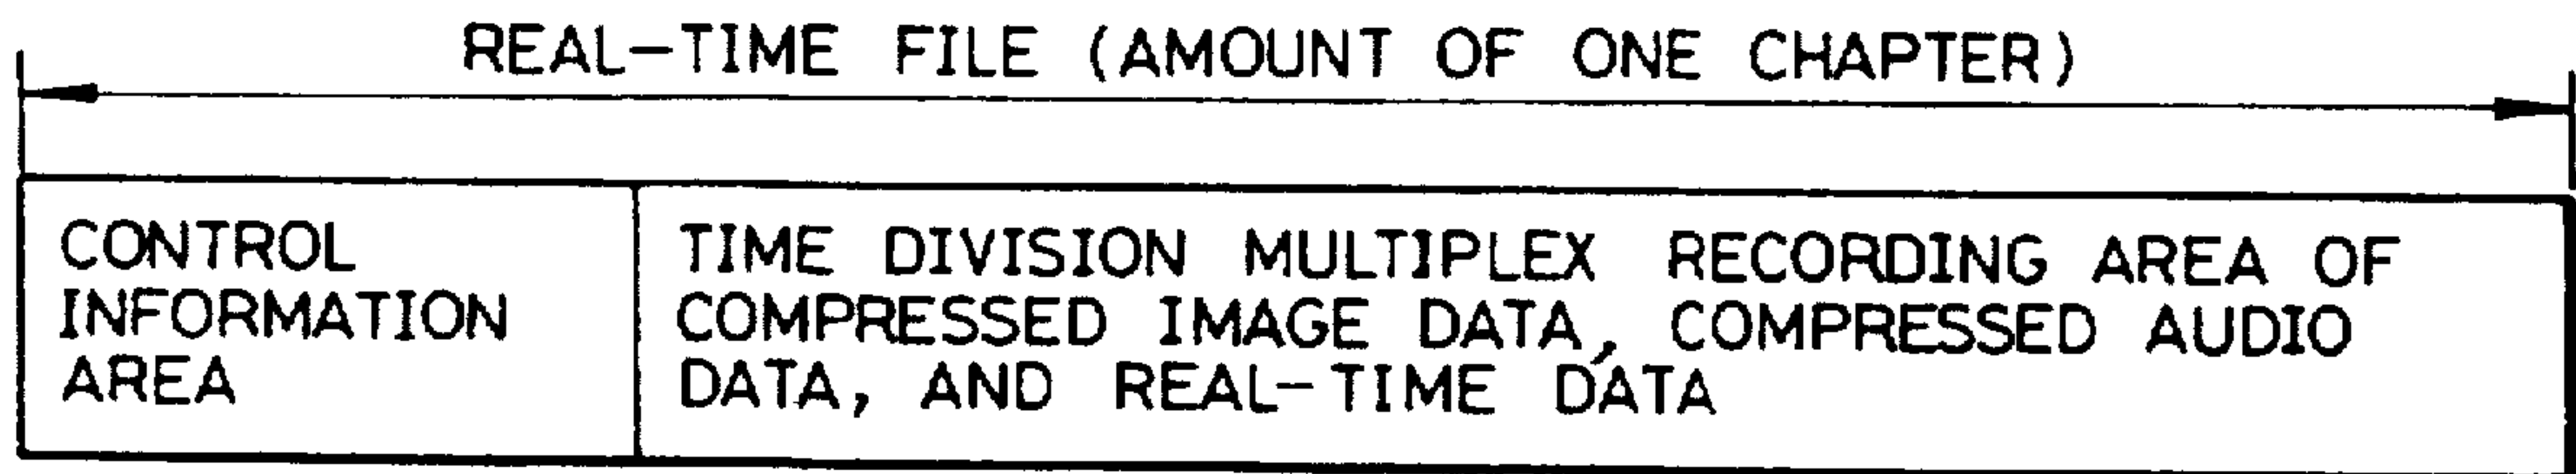 REAL-TIME FILE (AMOUNT OF ONE CHAPTER)
CONTROL
INFORMATION
AREA
TIME DIVISION MULTIPLEX RECORDING AREA OF
COMPRESSED IMAGE DATA, COMPRESSED AUDIO
DATA, AND REAL-TIME DATA